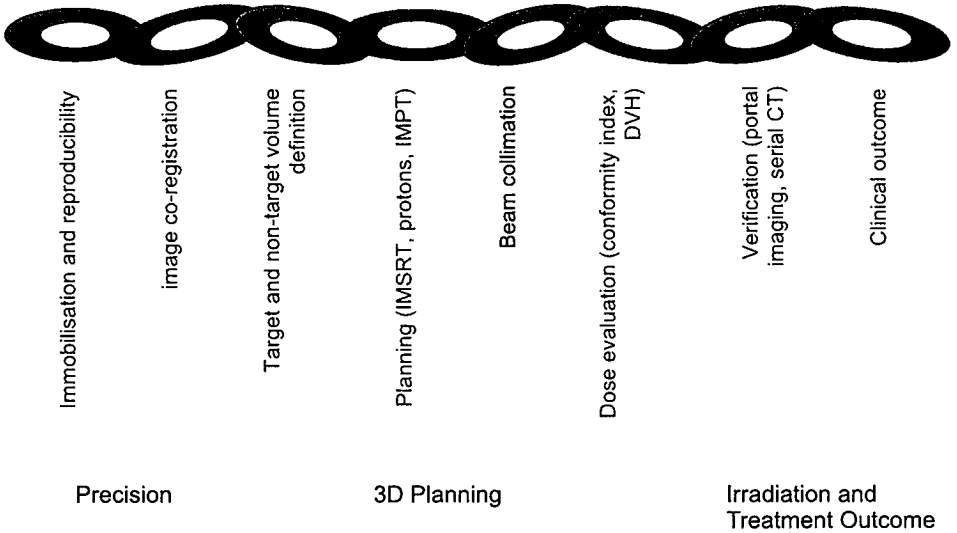 Immobilisation and reproducibility
image co-registration
Target and non-target volume
definition
Planning (IMSRT, protons, IMPT)
Beam collimation
Dose evaluation (conformity index,
DVH)
Verification (portal
imaging, serial CT)
Clinical outcome
Precision
3D Planning
Irradiation and
Treatment Outcome